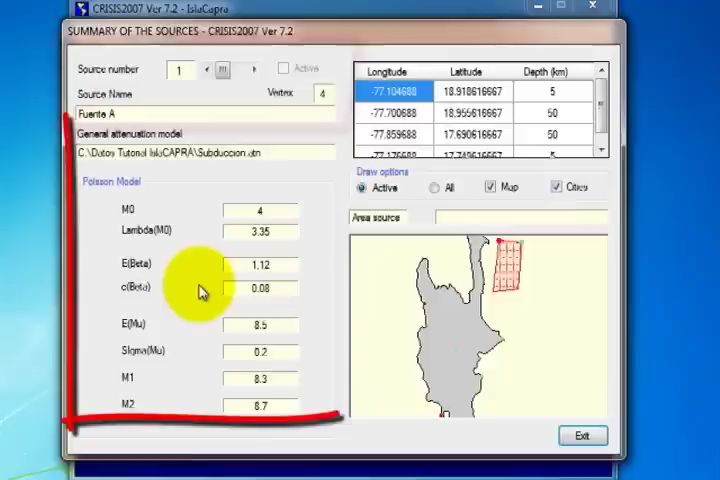 CRISIS2007 Ver 7.2 - IslaCapra
SUMMARY OF THE SOURCES - CRISIS2007 Ver 7.2
Source number 1 Active
Source Name Vertex 4
Fuente A
General attenuation model
C:\Datos Tutorial IslaCAPRA\Subduccion.atn
Poisson Model
M0 4
Lambda(M0) 3.35
E(Beta) 1.12
c(Beta) 0.08
E(Mu) 8.5
Sigma(Mu) 0.2
M1 8.3
M2 8.7
Longitude Latitude Depth (km)
-77.104688 18.918616667 5
-77.700688 18.955616667 50
-77.859688 17.690616667 50
-77.176688 17.749616667 5
Draw options
Active All Map Cities
Area source
Exit